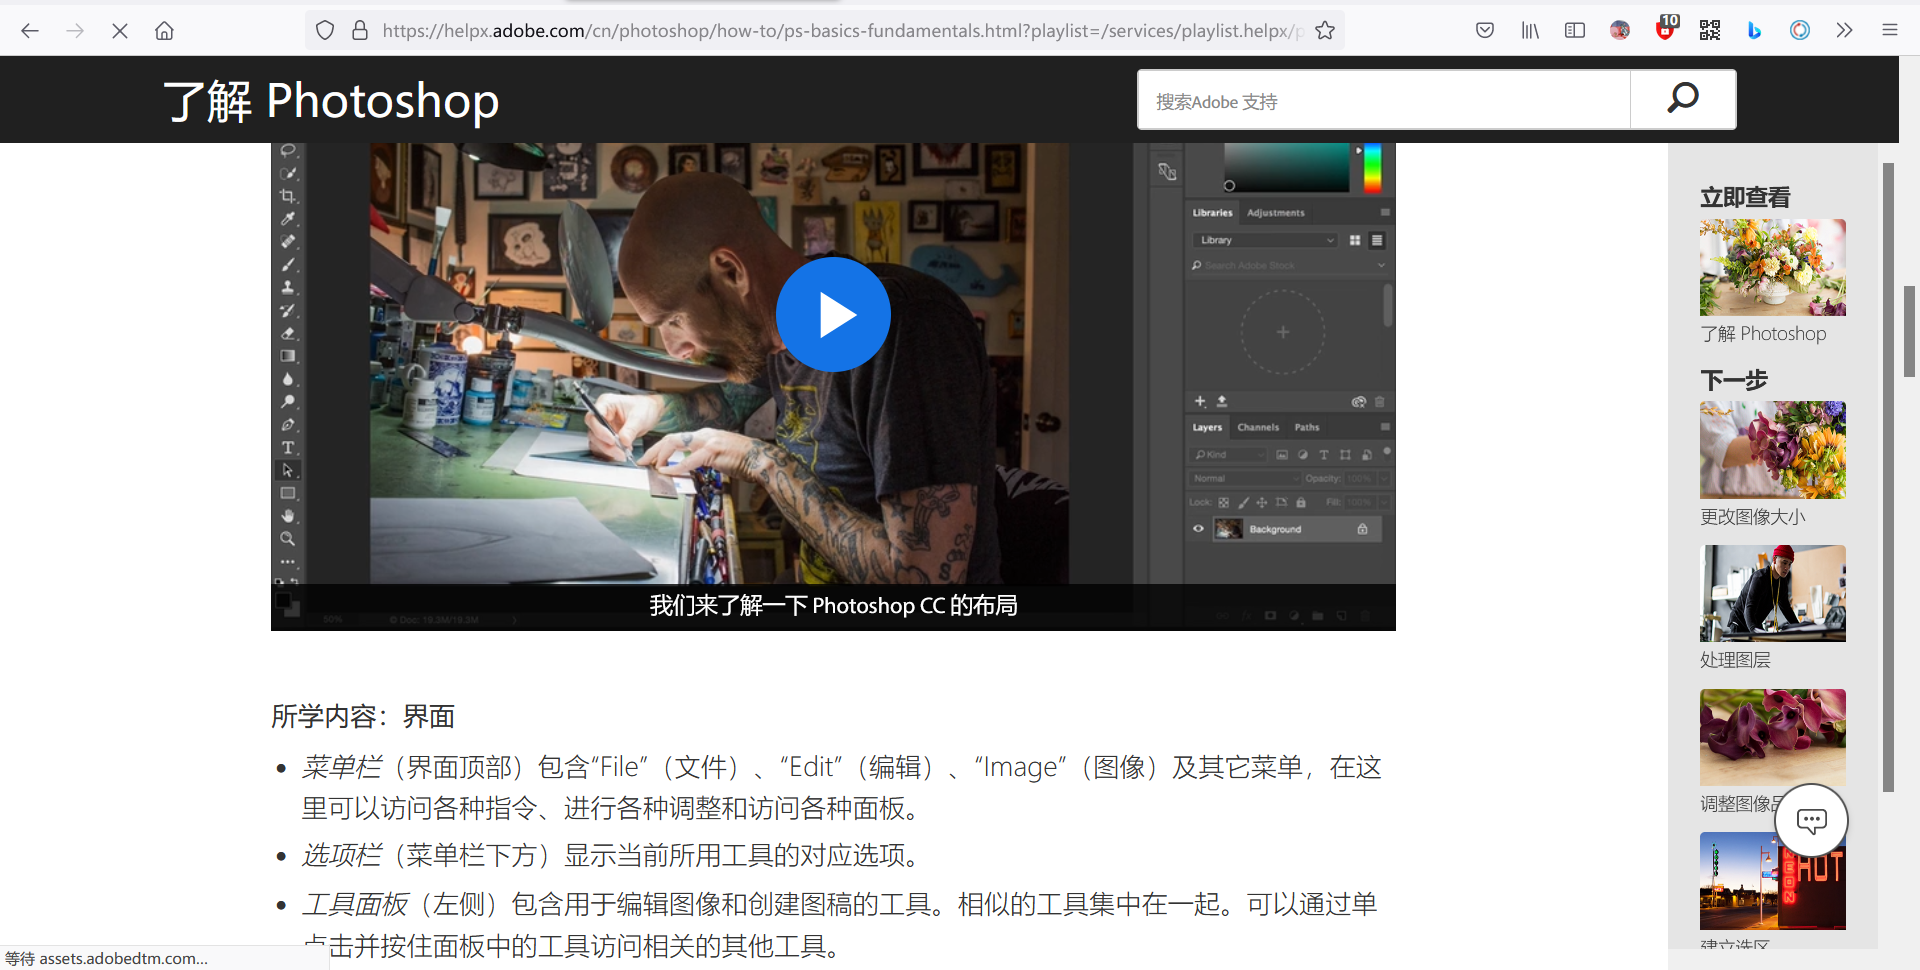 https://helpx.adobe.com/cn/photoshop/how-to/ps-basics-fundamentals.html?playlist=/services/playlist.helpx/p
10
了解 Photoshop
搜索Adobe 支持
Libraries
Adjustments
Library
Search Adobe Stock
Layers
Channels
Paths
Kind
Normal
Opacity: 100%
Lock:
Fill: 100%
Background
50%
Doc: 19.3M/19.3M
我们来了解一下 Photoshop CC 的布局
立即查看
了解 Photoshop
下一步
更改图像大小
处理图层
调整图像品
NEON
HUT
建立选区
所学内容：界面
菜单栏（界面顶部）包含“File”（文件）、“Edit”（编辑）、“Image”（图像）及其它菜单，在这
里可以访问各种指令、进行各种调整和访问各种面板。
选项栏（菜单栏下方）显示当前所用工具的对应选项。
工具面板（左侧）包含用于编辑图像和创建图稿的工具。相似的工具集中在一起。可以通过单
点击并按住面板中的工具访问相关的其他工具。
等待 assets.adobedtm.com...